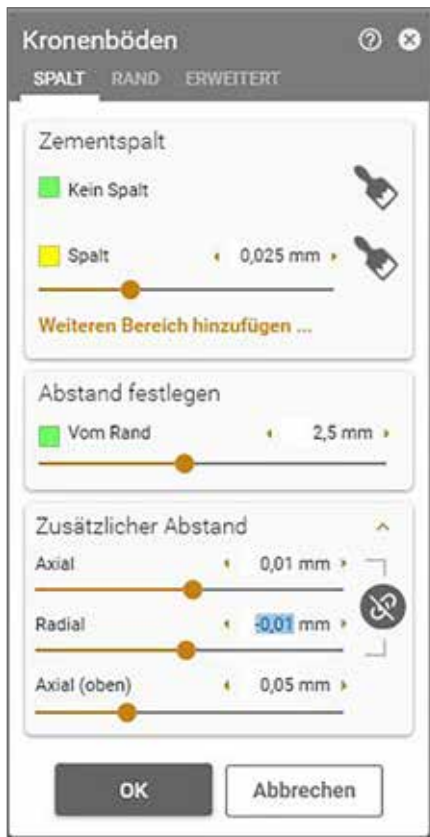 Kronenböden
SPALT RAND ERWEITERT
Zementspalt
Kein Spalt
Spalt 0,025 mm
Weiteren Bereich hinzufügen ...
Abstand festlegen
Vom Rand 2,5 mm
Zusätzlicher Abstand
Axial 0,01 mm
Radial -0,01 mm
Axial (oben) 0,05 mm
OK Abbrechen